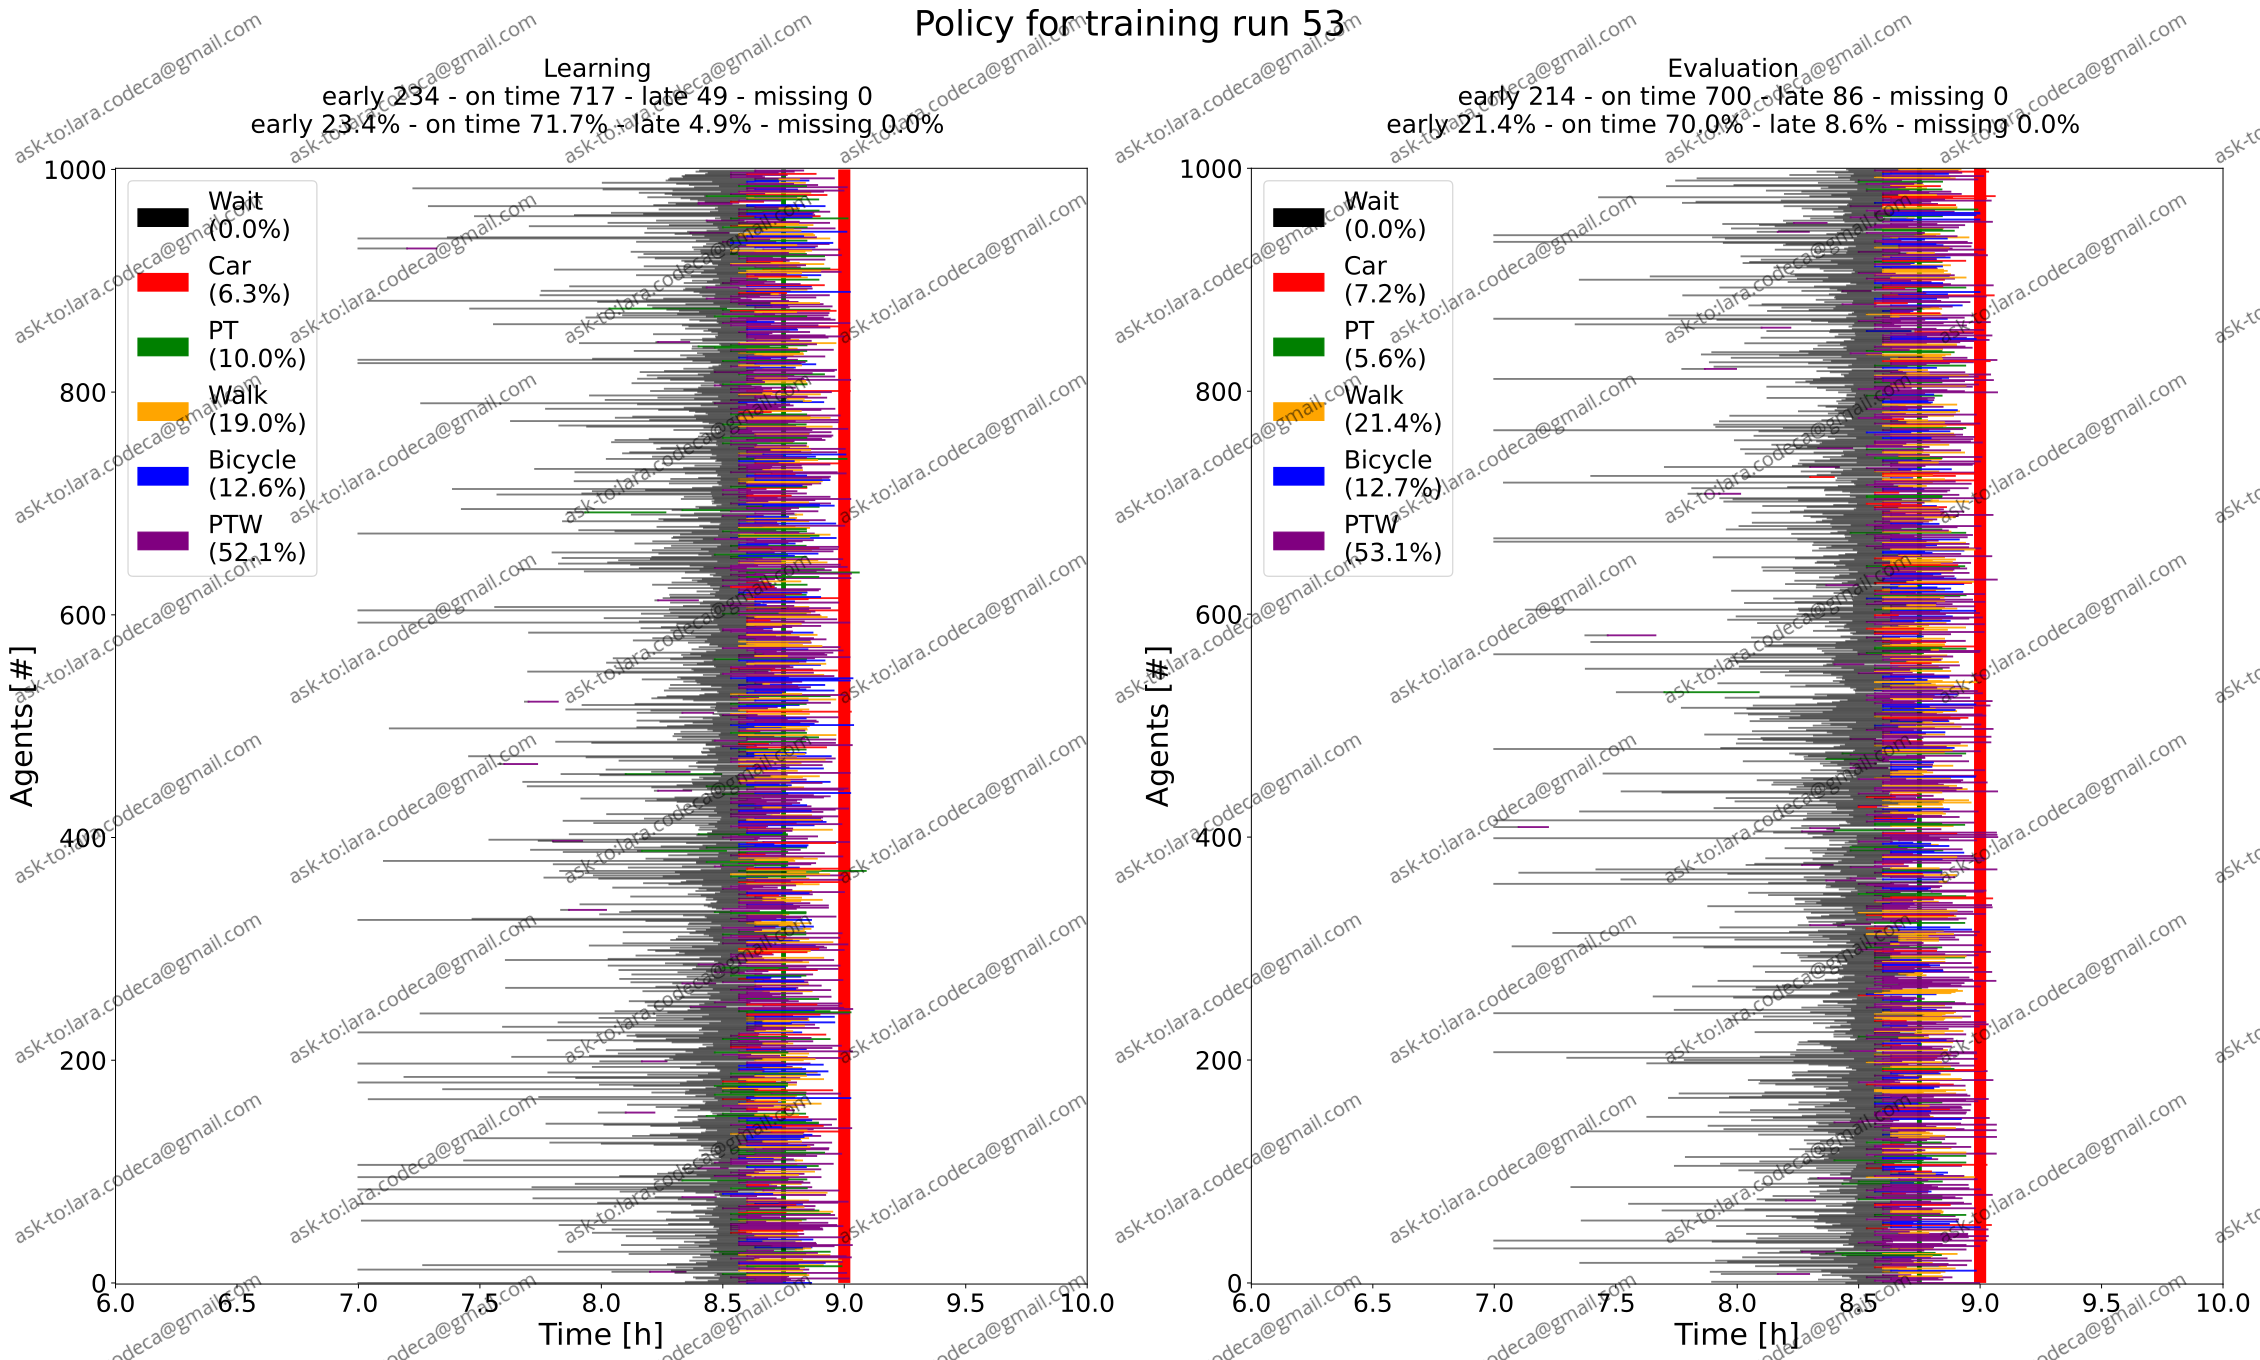 Policy for training run 53
Learning
early 234 - on time 717 - late 49 - missing 0
early 23.4% - on time 71.7% - late 4.9% - missing 0.0%
Wait
(0.0%)
Car
(6.3%)
PT
(10.0%)
Walk
(19.0%)
Bicycle
(12.6%)
PTW
(52.1%)
Agents [#]
1000
800
600
400
200
0
6.0 6.5 7.0 7.5 8.0 8.5 9.0 9.5 10.0
Time [h]
Evaluation
early 214 - on time 700 - late 86 - missing 0
early 21.4% - on time 70.0% - late 8.6% - missing 0.0%
Wait
(0.0%)
Car
(7.2%)
PT
(5.6%)
Walk
(21.4%)
Bicycle
(12.7%)
PTW
(53.1%)
Agents [#]
1000
800
600
400
200
0
6.0 6.5 7.0 7.5 8.0 8.5 9.0 9.5 10.0
Time [h]
ask-to:lara.codeca@gmail.com